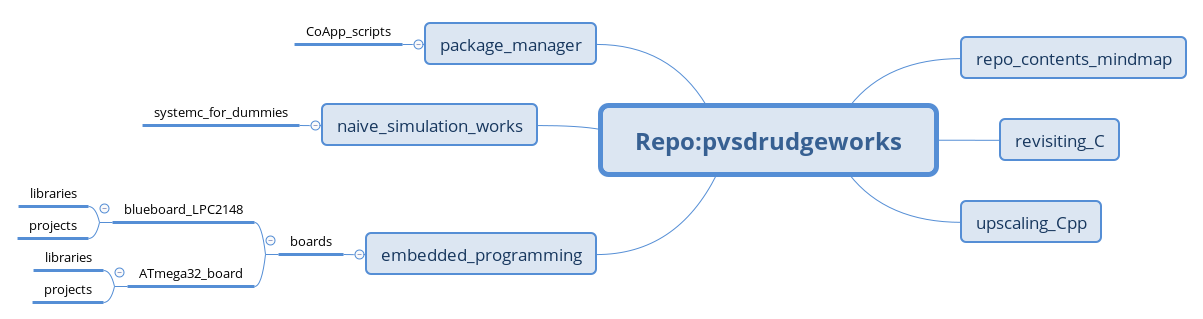 CoApp_scripts
package_manager
repo_contents_mindmap
systemc_for_dummies
naive_simulation_works
Repo:pvsdrudgeworks
revisiting_C
libraries
blueboard_LPC2148
projects
upscaling_Cpp
boards
embedded_programming
libraries
ATmega32_board
projects